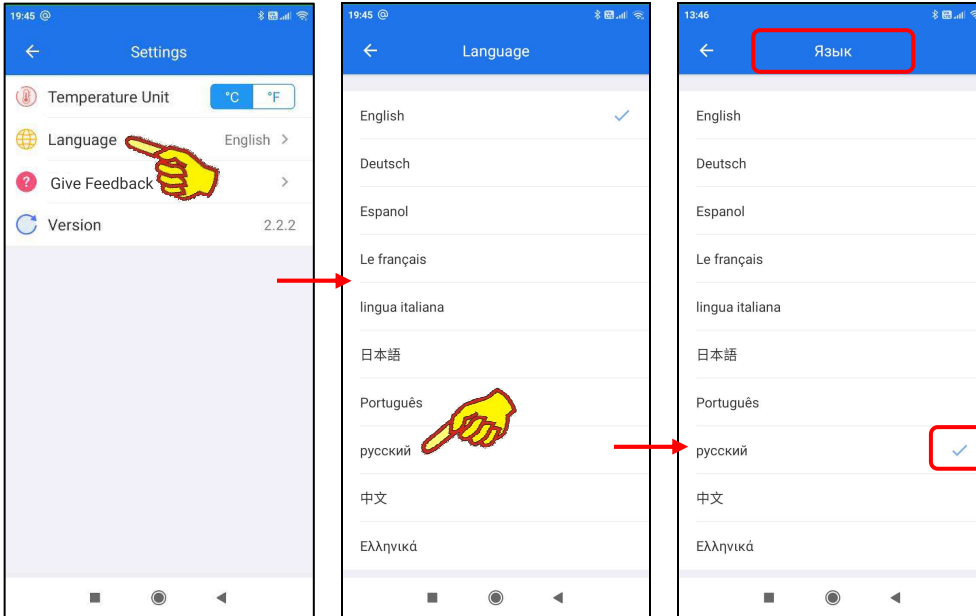 19:45 @
Settings
Temperature Unit °C °F
Language English >
? Give Feedback >
Version 2.2.2
19:45 @
Language
English
Deutsch
Espanol
Le français
lingua italiana
日本語
Português
русский
中文
Ελληνικά
13:46
Язык
English
Deutsch
Espanol
Le français
lingua italiana
日本語
Português
русский
中文
Ελληνικά